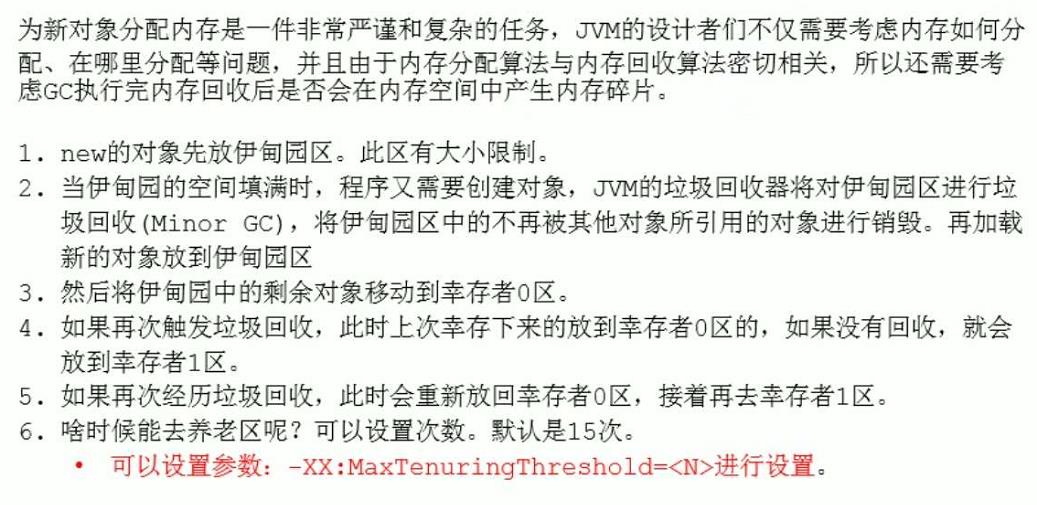 为新对象分配内存是一件非常严谨和复杂的任务，JVM的设计者们不仅需要考虑内存如何分
配、在哪里分配等问题，并且由于内存分配算法与内存回收算法密切相关，所以还需要考
虑GC执行完内存回收后是否会在内存空间中产生内存碎片。
1. new的对象先放伊甸园区。此区有大小限制。
2. 当伊甸园的空间填满时，程序又需要创建对象，JVM的垃圾回收器将对伊甸园区进行垃
圾回收(Minor GC)，将伊甸园区中的不再被其他对象所引用的对象进行销毁。再加载
新的对象放到伊甸园区
3. 然后将伊甸园中的剩余对象移动到幸存者0区。
4. 如果再次触发垃圾回收，此时上次幸存下来的放到幸存者0区的，如果没有回收，就会
放到幸存者1区。
5. 如果再次经历垃圾回收，此时会重新放回幸存者0区，接着再去幸存者1区。
6. 啥时候能去养老区呢？可以设置次数。默认是15次。
• 可以设置参数：-XX:MaxTenuringThreshold=<N>进行设置。